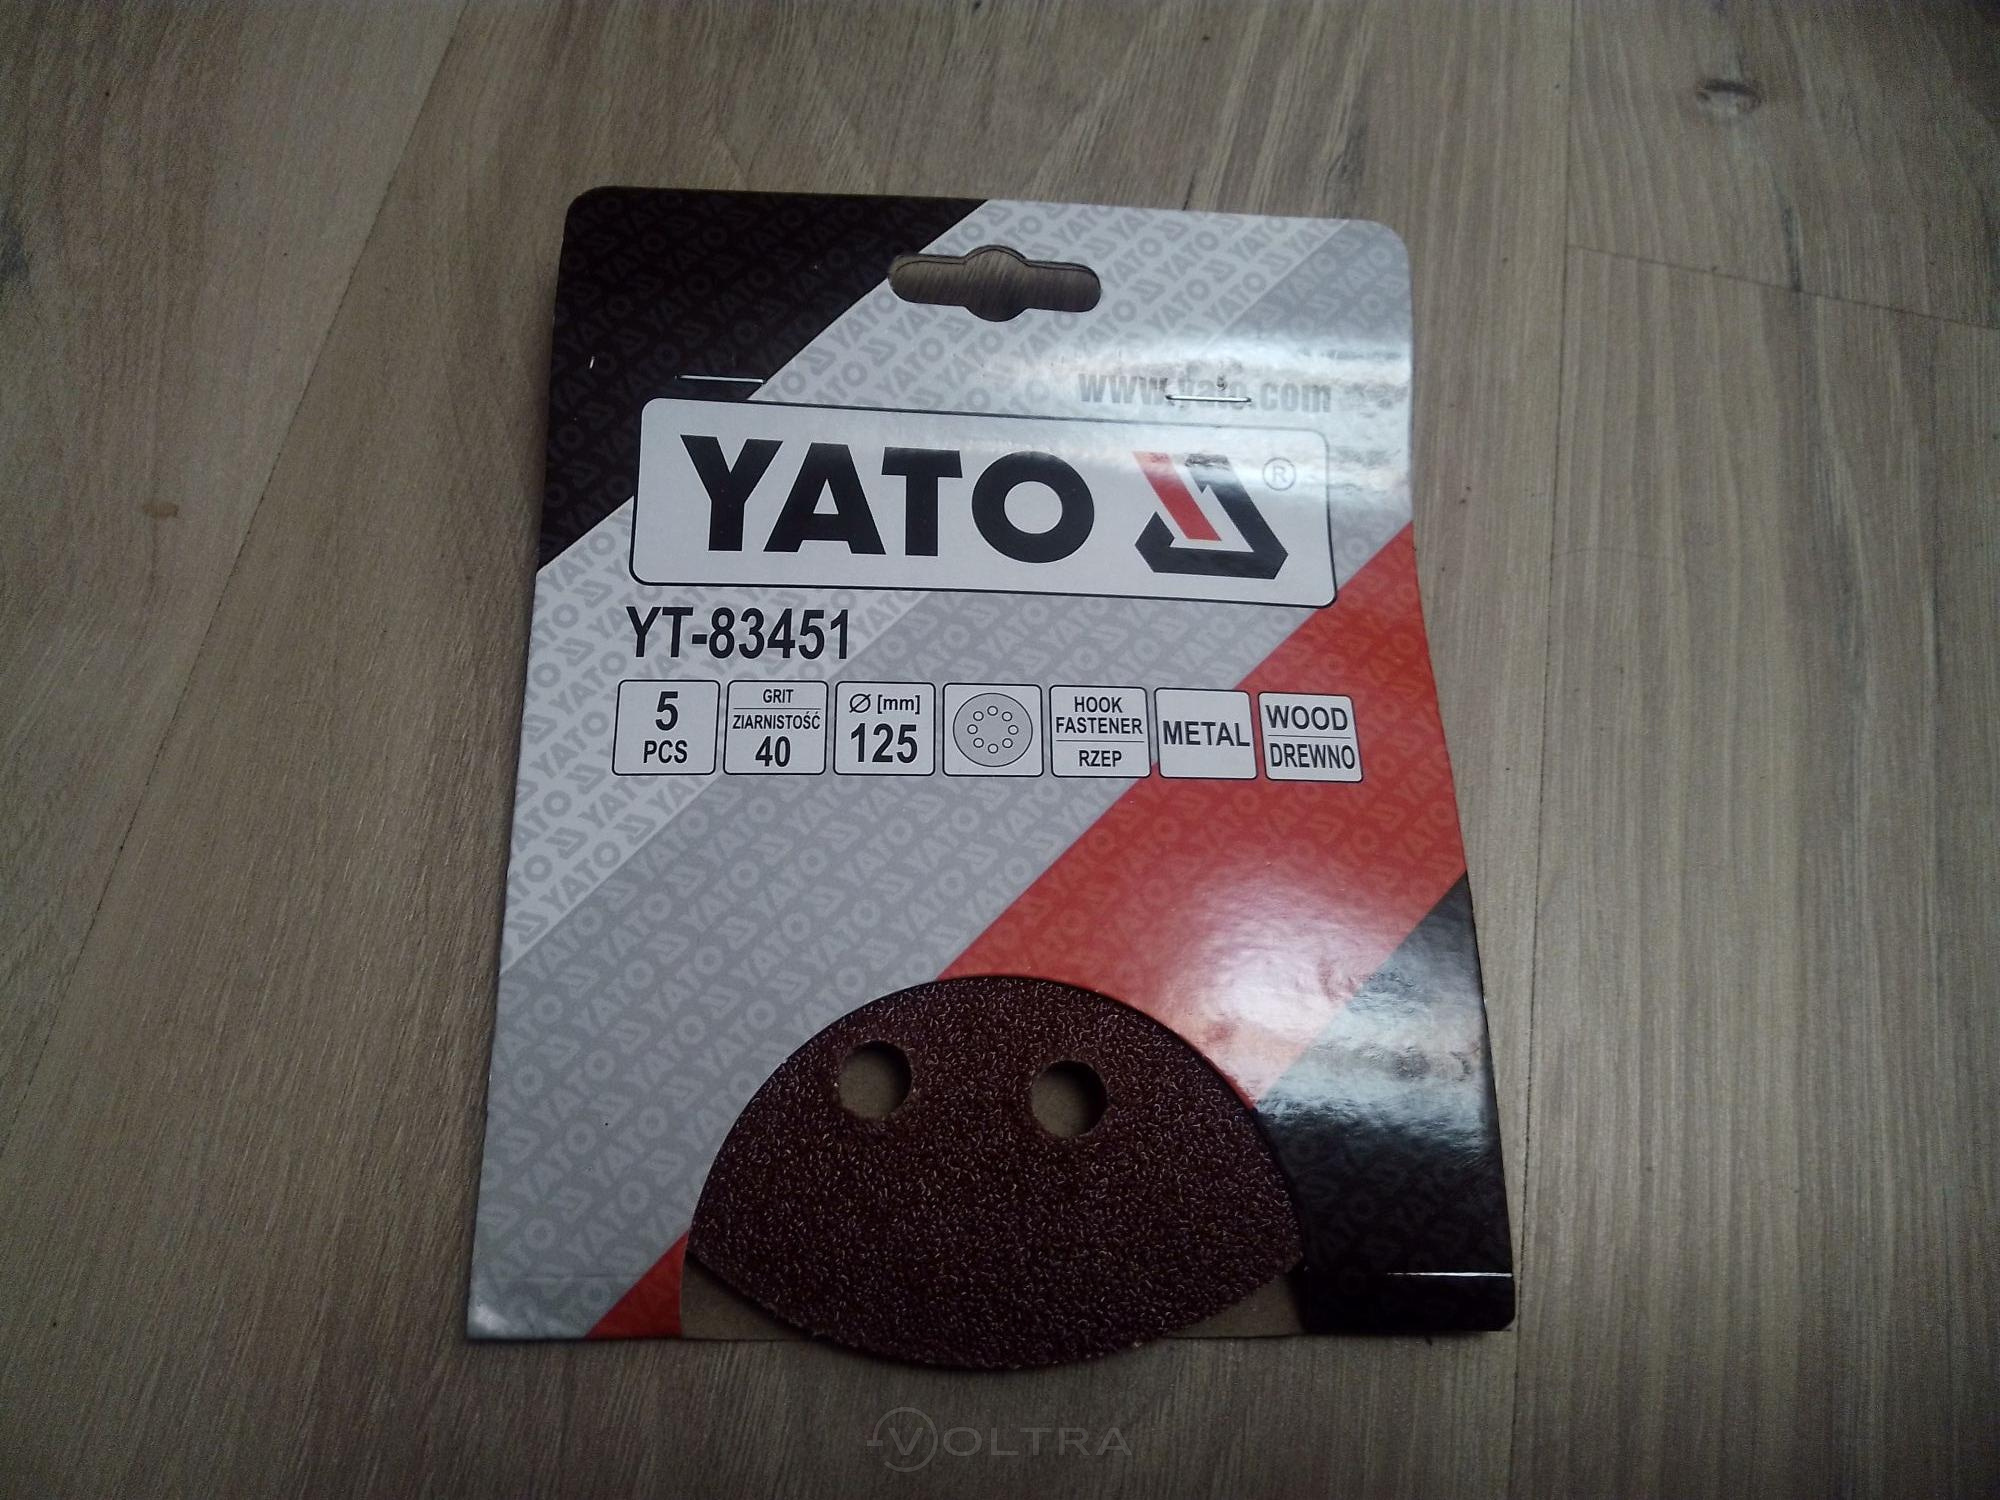 www.yato.com
YATO ®
YT-83451
5
PCS
GRIT
ZIARNISTOŚĆ
40
Ø [mm]
125
HOOK
FASTENER
RZEP
METAL
WOOD
DREWNO
VOLTRA